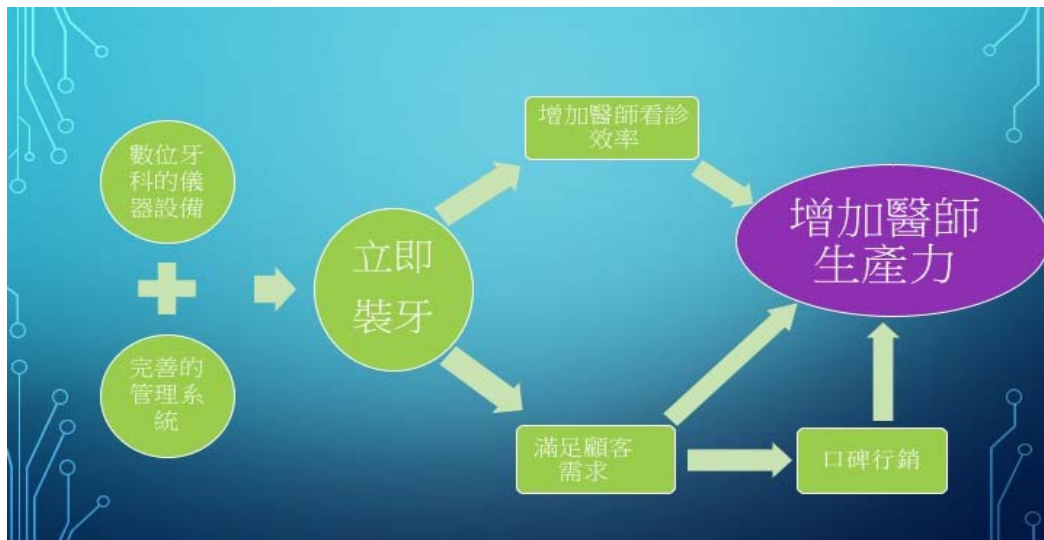 數位牙
科的儀
器設備
完善的
管理系
統
立即
裝牙
增加醫師看診
效率
滿足顧客
需求
口碑行銷
增加醫師
生產力